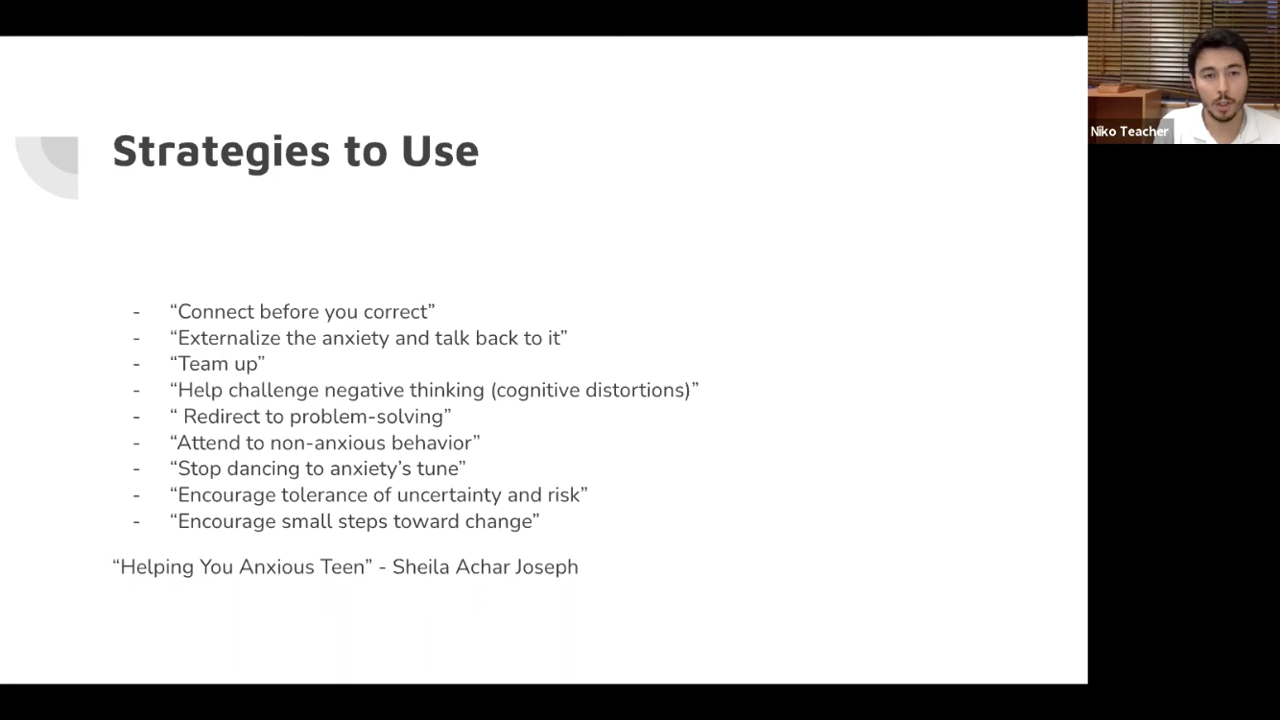 Strategies to Use
- “Connect before you correct”
- “Externalize the anxiety and talk back to it”
- “Team up”
- “Help challenge negative thinking (cognitive distortions)”
- “ Redirect to problem-solving”
- “Attend to non-anxious behavior”
- “Stop dancing to anxiety’s tune”
- “Encourage tolerance of uncertainty and risk”
- “Encourage small steps toward change”
“Helping You Anxious Teen” - Sheila Achar Joseph
Niko Teacher